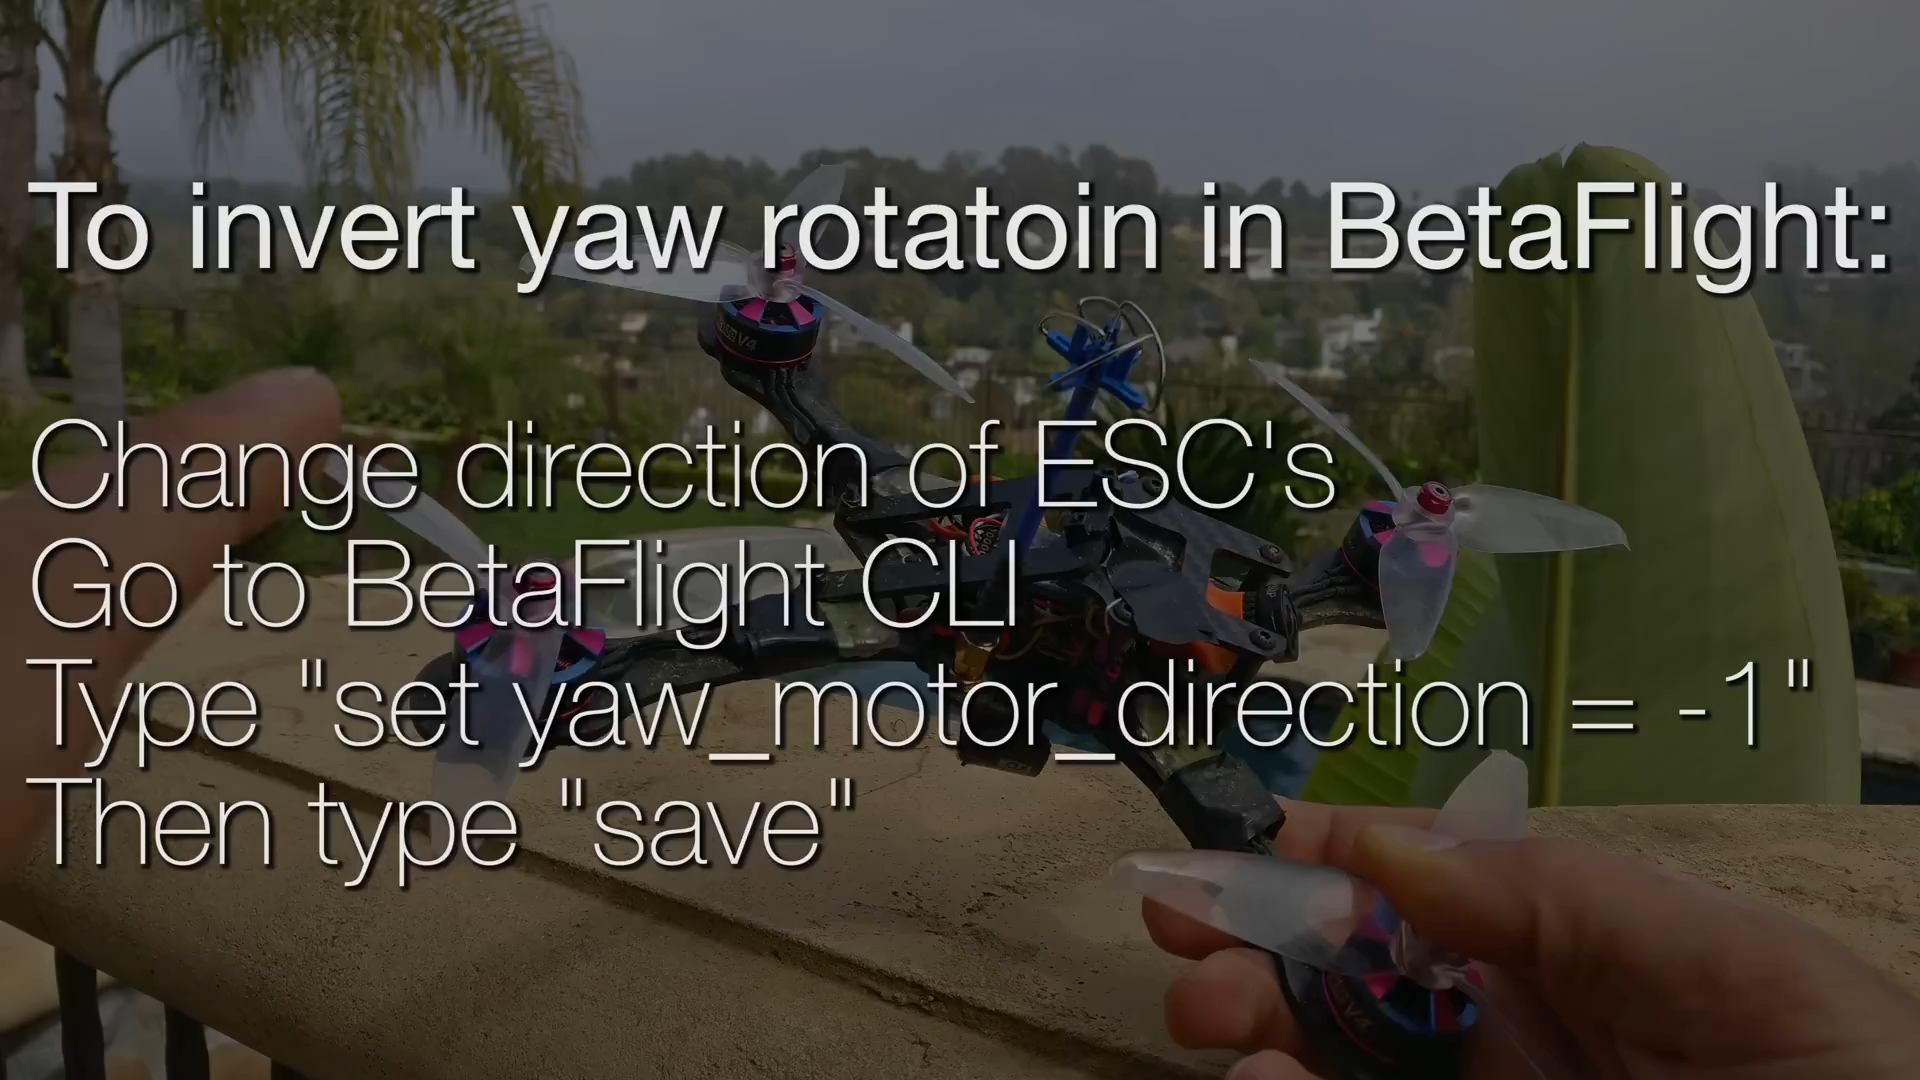 To invert yaw rotatoin in BetaFlight:
Change direction of ESC's
Go to BetaFlight CLI
Type "set yaw_motor_direction = -1"
Then type "save"